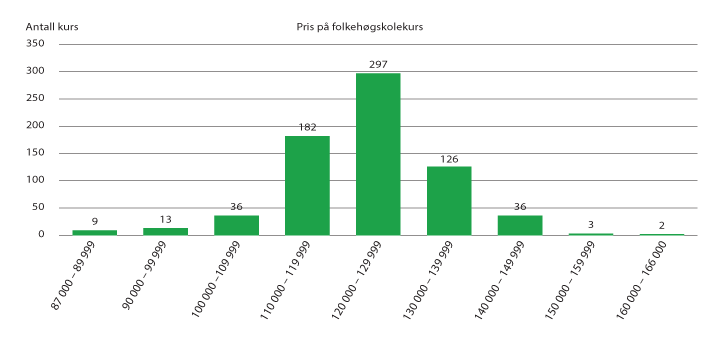 Antall kurs
Pris på folkehøgskolekurs
350
300
250
200
150
100
50
0
9
13
36
182
297
126
36
3
2
87 000 – 89 999
90 000 – 99 999
100 000 –109 999
110 000 – 119 999
120 000 – 129 999
130 000 – 139 999
140 000 – 149 999
150 000 – 159 999
160 000 – 166 000